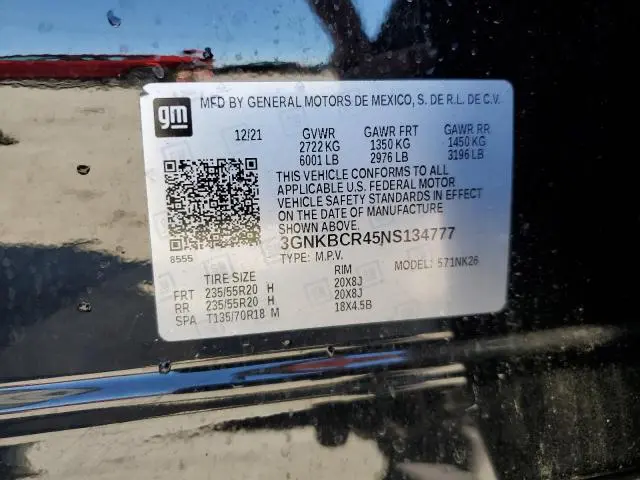 gm
MFD BY GENERAL MOTORS DE MEXICO, S. DE R.L. DE C.V.
12/21 GVWR GAWR FRT GAWR RR
2722 KG 1350 KG 1450 KG
6001 LB 2976 LB 3196 LB
THIS VEHICLE CONFORMS TO ALL
APPLICABLE U.S. FEDERAL MOTOR
VEHICLE SAFETY STANDARDS IN EFFECT
ON THE DATE OF MANUFACTURE
SHOWN ABOVE.
8555 3GNKBCR45NS134777
TYPE: M.P.V. MODEL: 571NK26
TIRE SIZE RIM
FRT 235/55R20 H 20X8J
RR 235/55R20 H 20X8J
SPA T135/70R18 M 18X4.5B